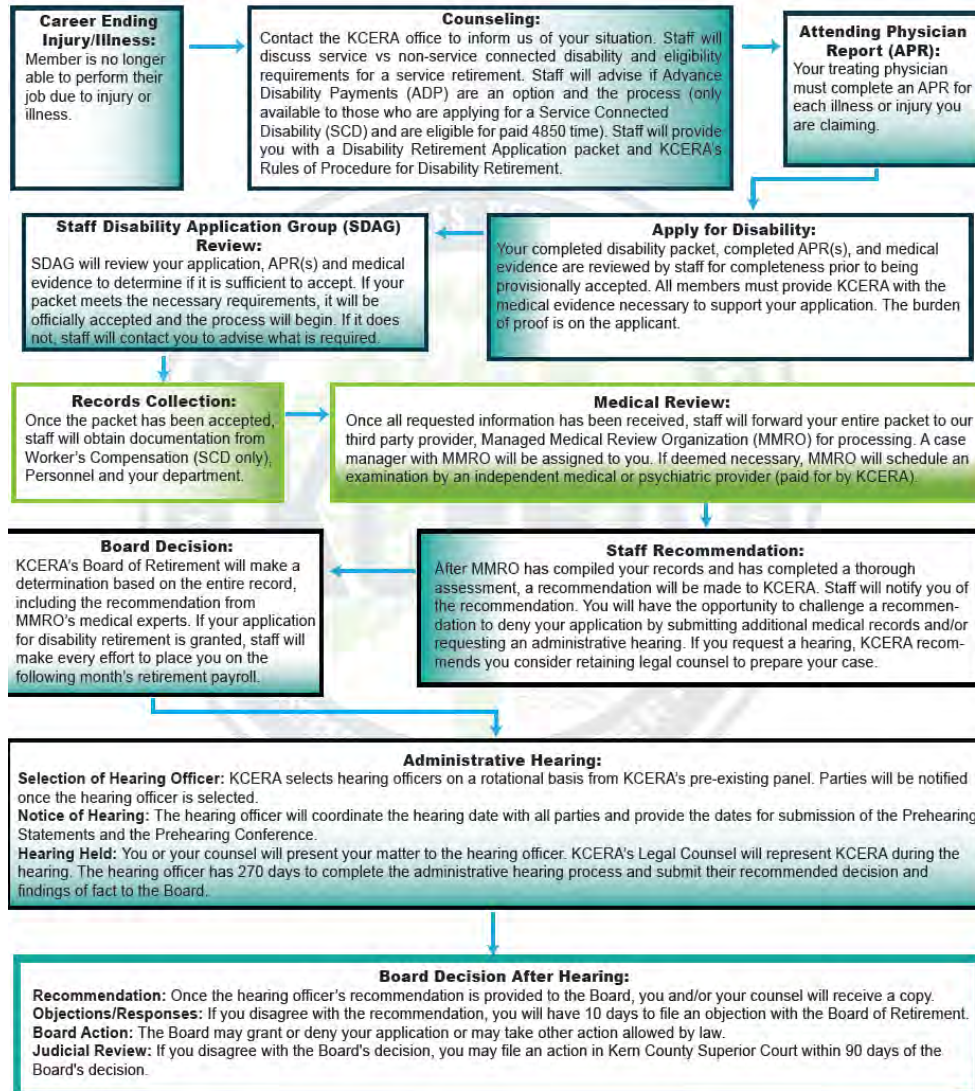 Career Ending
Injury/Illness:
Member is no longer
able to perform their
job due to injury or
illness.
Counseling:
Contact the KCERA office to inform us of your situation. Staff will
discuss service vs non-service connected disability and eligibility
requirements for a service retirement. Staff will advise if Advance
Disability Payments (ADP) are an option and the process (only
available to those who are applying for a Service Connected
Disability (SCD) and are eligible for paid 4850 time). Staff will provide
you with a Disability Retirement Application packet and KCERA's
Rules of Procedure for Disability Retirement.
Attending Physician
Report (APR):
Your treating physician
must complete an APR for
each illness or injury you
are claiming.
Apply for Disability:
Your completed disability packet, completed APR(s), and medical
evidence are reviewed by staff for completeness prior to being
provisionally accepted. All members must provide KCERA with the
medical evidence necessary to support your application. The burden
of proof is on the applicant.
Staff Disability Application Group (SDAG)
Review:
SDAG will review your application, APR(s) and medical
evidence to determine if it is sufficient to accept. If your
packet meets the necessary requirements, it will be
officially accepted and the process will begin. If it does
not, staff will contact you to advise what is required.
Records Collection:
Once the packet has been accepted,
staff will obtain documentation from
Worker's Compensation (SCD only),
Personnel and your department.
Medical Review:
Once all requested information has been received, staff will forward your entire packet to our
third party provider, Managed Medical Review Organization (MMRO) for processing. A case
manager with MMRO will be assigned to you. If deemed necessary, MMRO will schedule an
examination by an independent medical or psychiatric provider (paid for by KCERA).
Staff Recommendation:
After MMRO has compiled your records and has completed a thorough
assessment, a recommendation will be made to KCERA. Staff will notify you of
the recommendation. You will have the opportunity to challenge a recommen-
dation to deny your application by submitting additional medical records and/or
requesting an administrative hearing. If you request a hearing, KCERA recom-
mends you consider retaining legal counsel to prepare your case.
Board Decision:
KCERA's Board of Retirement will make a
determination based on the entire record,
including the recommendation from
MMRO's medical experts. If your application
for disability retirement is granted, staff will
make every effort to place you on the
following month's retirement payroll.
Administrative Hearing:
Selection of Hearing Officer: KCERA selects hearing officers on a rotational basis from KCERA's pre-existing panel. Parties will be notified
once the hearing officer is selected.
Notice of Hearing: The hearing officer will coordinate the hearing date with all parties and provide the dates for submission of the Prehearing
Statements and the Prehearing Conference.
Hearing Held: You or your counsel will present your matter to the hearing officer. KCERA's Legal Counsel will represent KCERA during the
hearing. The hearing officer has 270 days to complete the administrative hearing process and submit their recommended decision and
findings of fact to the Board.
Board Decision After Hearing:
Recommendation: Once the hearing officer's recommendation is provided to the Board, you and/or your counsel will receive a copy.
Objections/Responses: If you disagree with the recommendation, you will have 10 days to file an objection with the Board of Retirement.
Board Action: The Board may grant or deny your application or may take other action allowed by law.
Judicial Review: If you disagree with the Board's decision, you may file an action in Kern County Superior Court within 90 days of the
Board's decision.